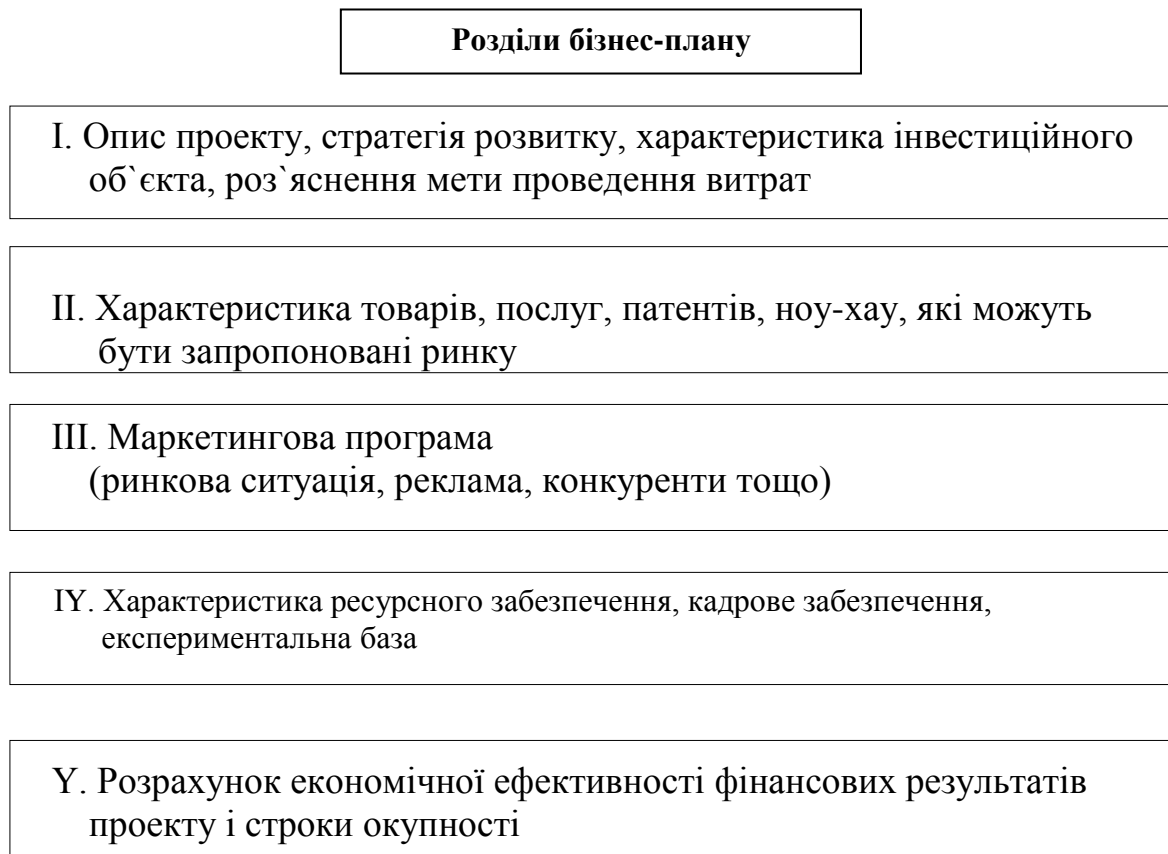 Розділи бізнес-плану
І. Опис проекту, стратегія розвитку, характеристика інвестиційного
об`єкта, роз`яснення мети проведення витрат
ІІ. Характеристика товарів, послуг, патентів, ноу-хау, які можуть
бути запропоновані ринку
ІІІ. Маркетингова програма
(ринкова ситуація, реклама, конкуренти тощо)
ІY. Характеристика ресурсного забезпечення, кадрове забезпечення,
експериментальна база
Y. Розрахунок економічної ефективності фінансових результатів
проекту і строки окупності